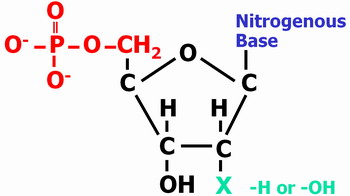 O
Nitrogenous
Base
O⁻ P O CH₂
O
O⁻
C C
H H
C C
OH X -H or -OH